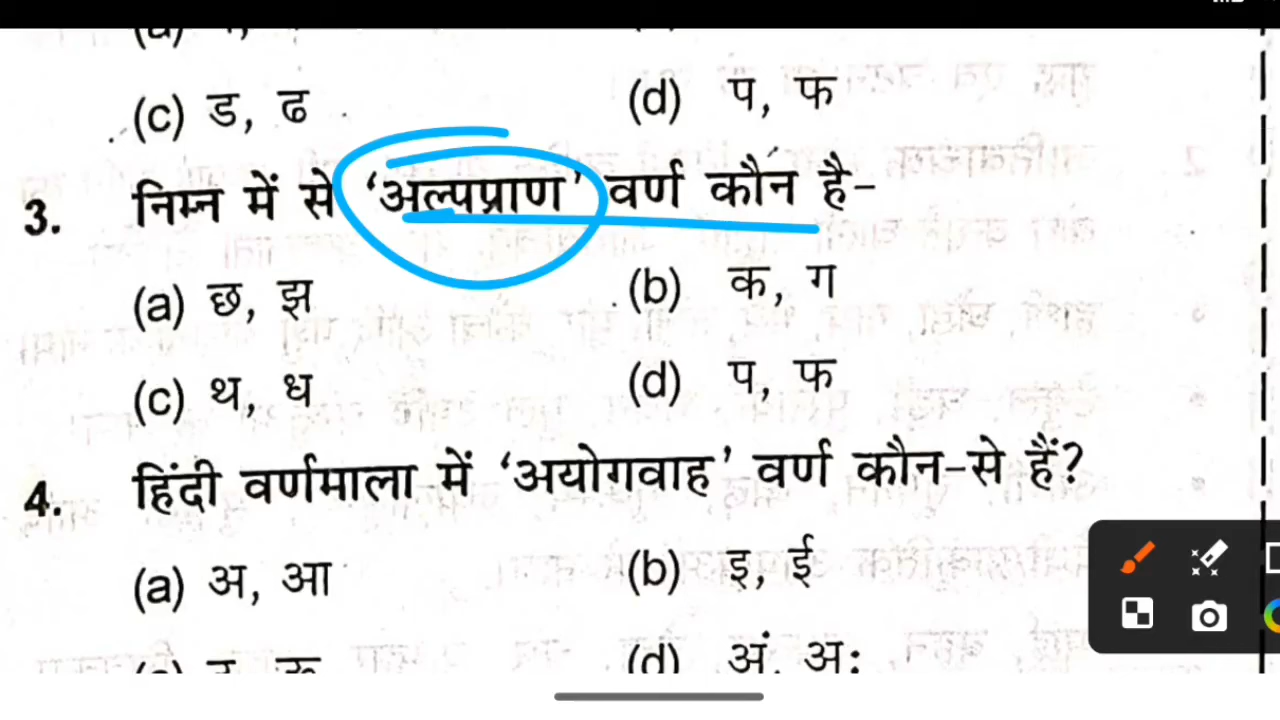 (c) ड, ढ (d) प, फ
3. निम्न में से ‘अल्पप्राण’ वर्ण कौन है-
(a) छ, झ (b) क, ग
(c) थ, ध (d) प, फ
4. हिंदी वर्णमाला में ‘अयोगवाह’ वर्ण कौन-से हैं?
(a) अ, आ (b) इ, ई
(d) अं, अः